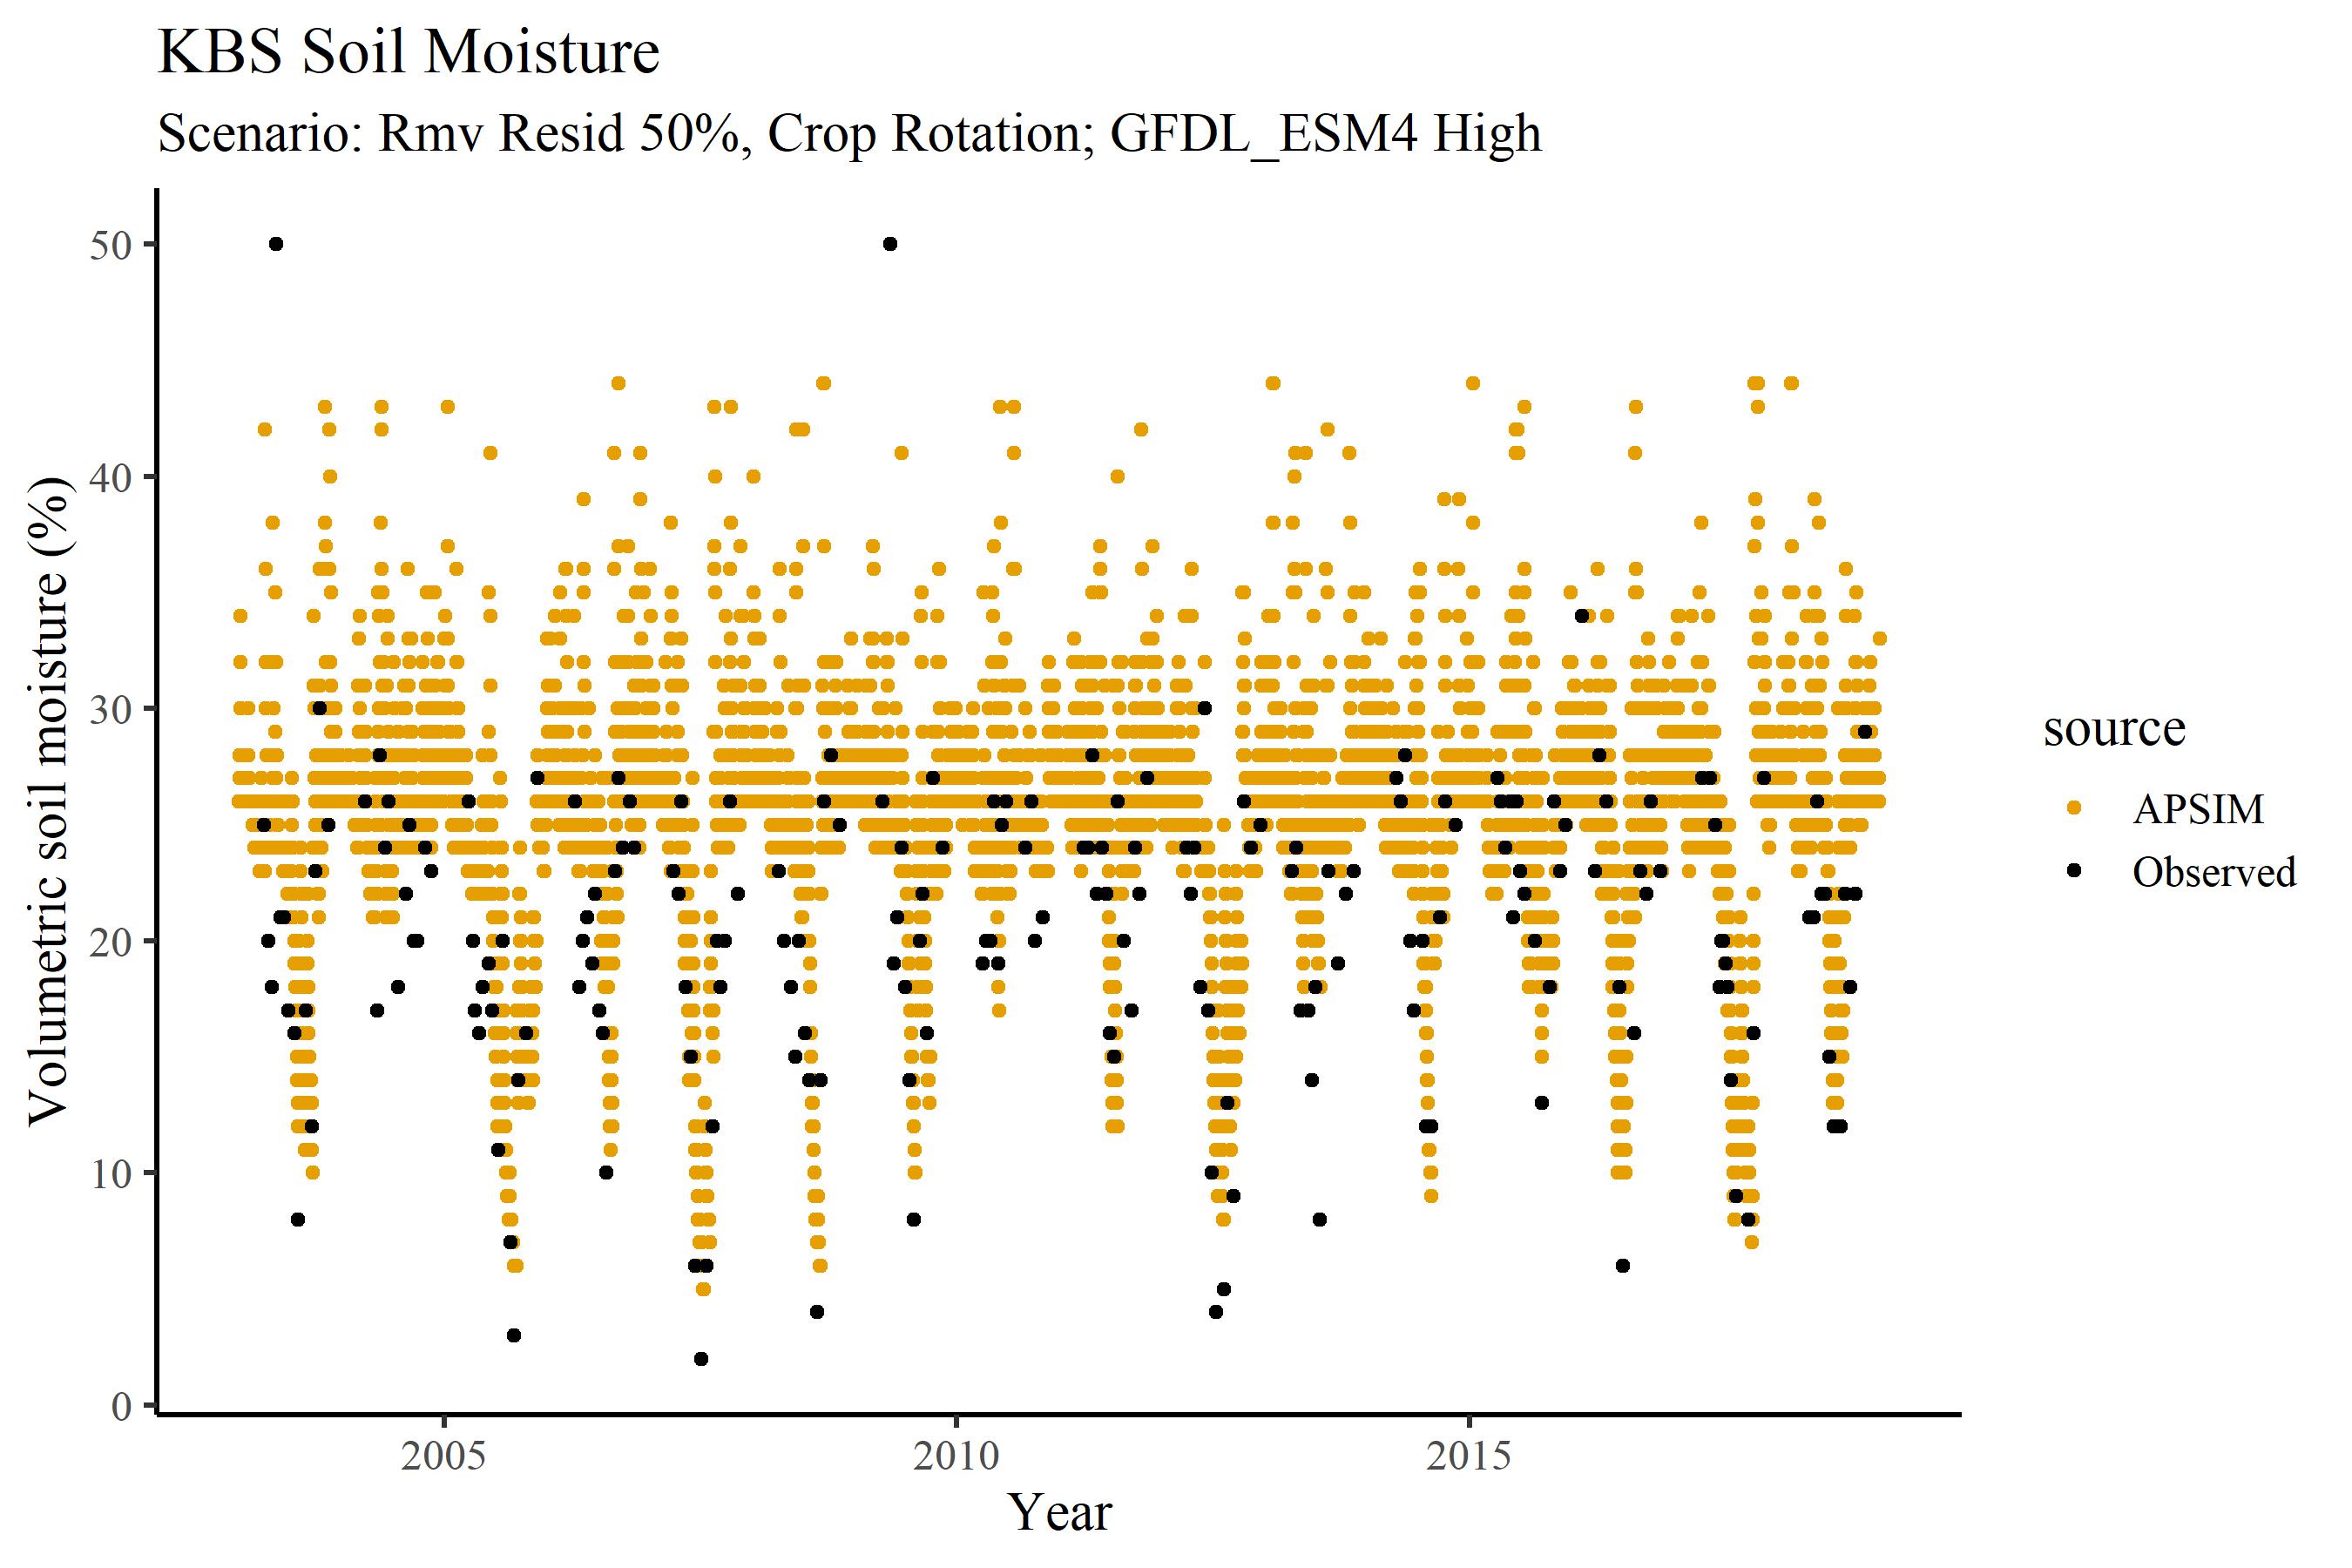 KBS Soil Moisture
Scenario: Rmv Resid 50%, Crop Rotation; GFDL_ESM4 High
Volumetric soil moisture (%)
50
40
30
20
10
0
2005
2010
2015
Year
source
APSIM
Observed